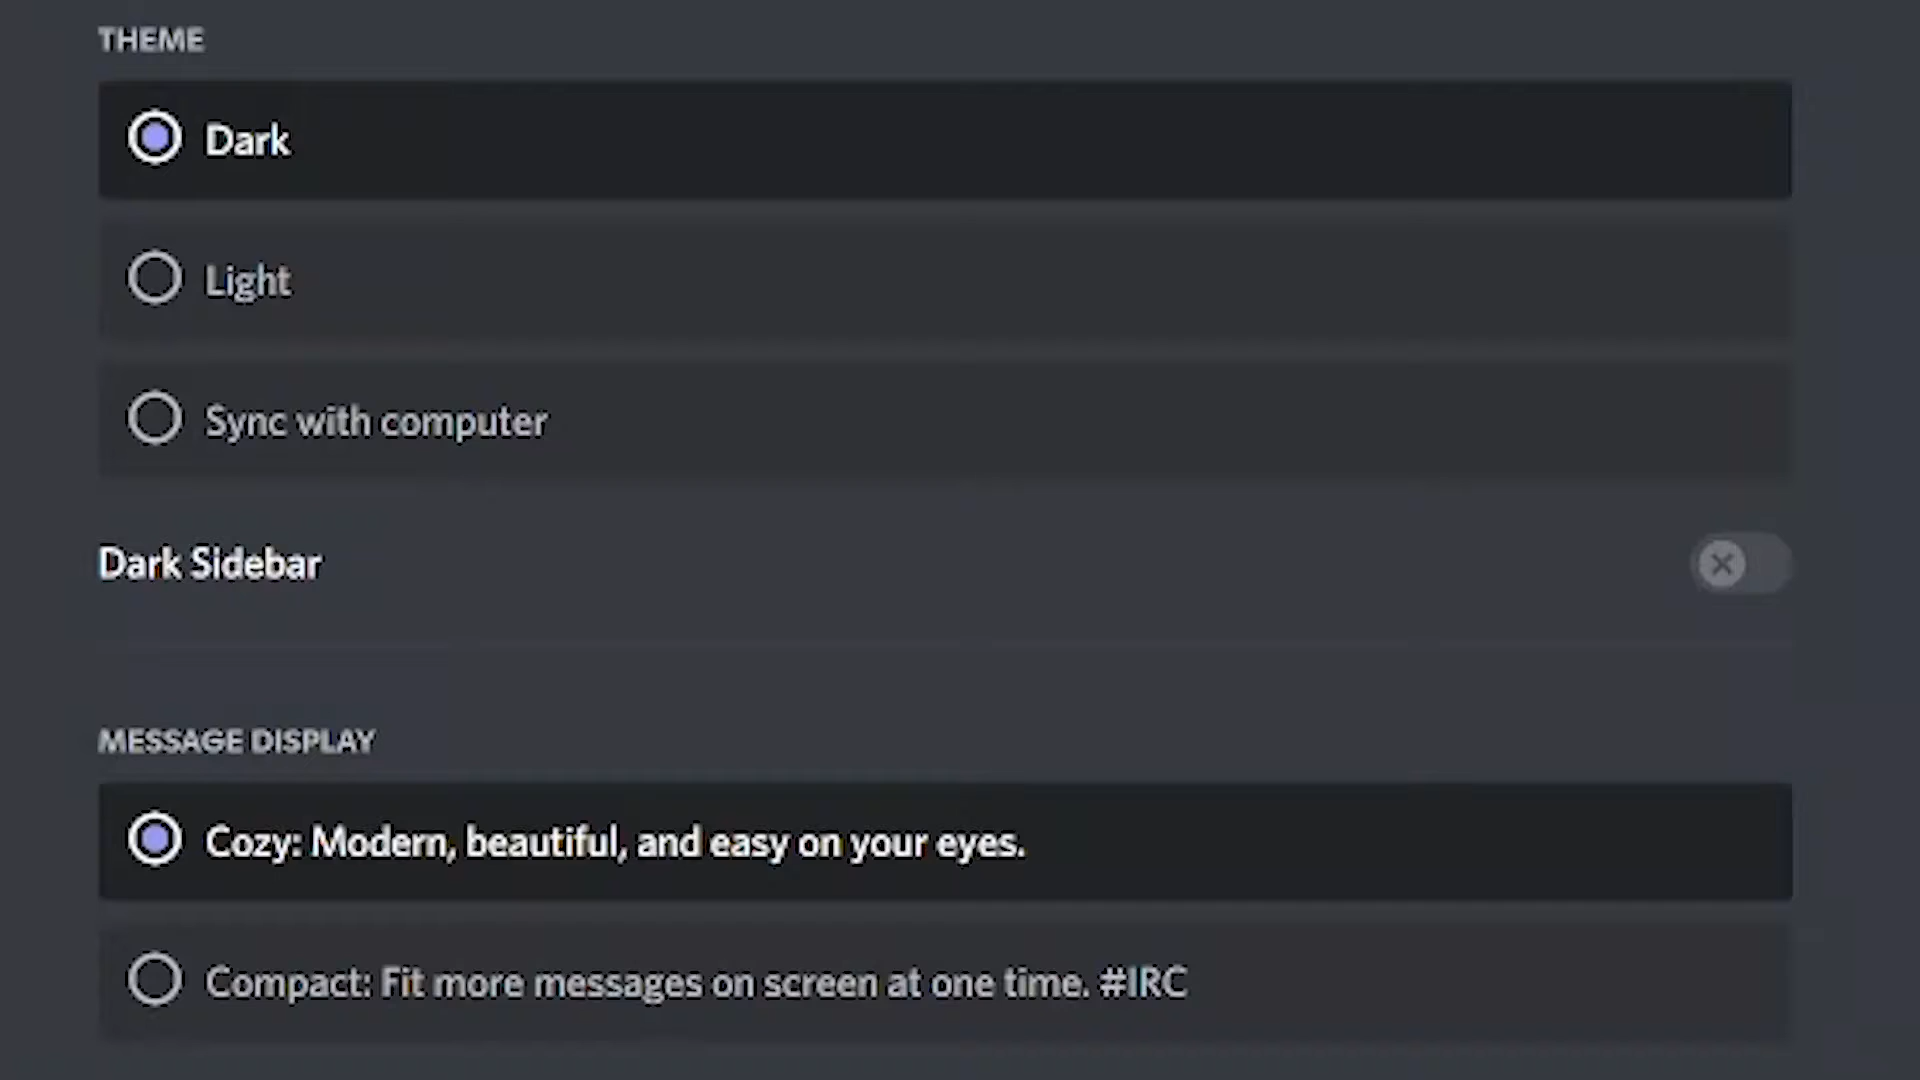 THEME
Dark
Light
Sync with computer
Dark Sidebar
MESSAGE DISPLAY
Cozy: Modern, beautiful, and easy on your eyes.
Compact: Fit more messages on screen at one time. #IRC